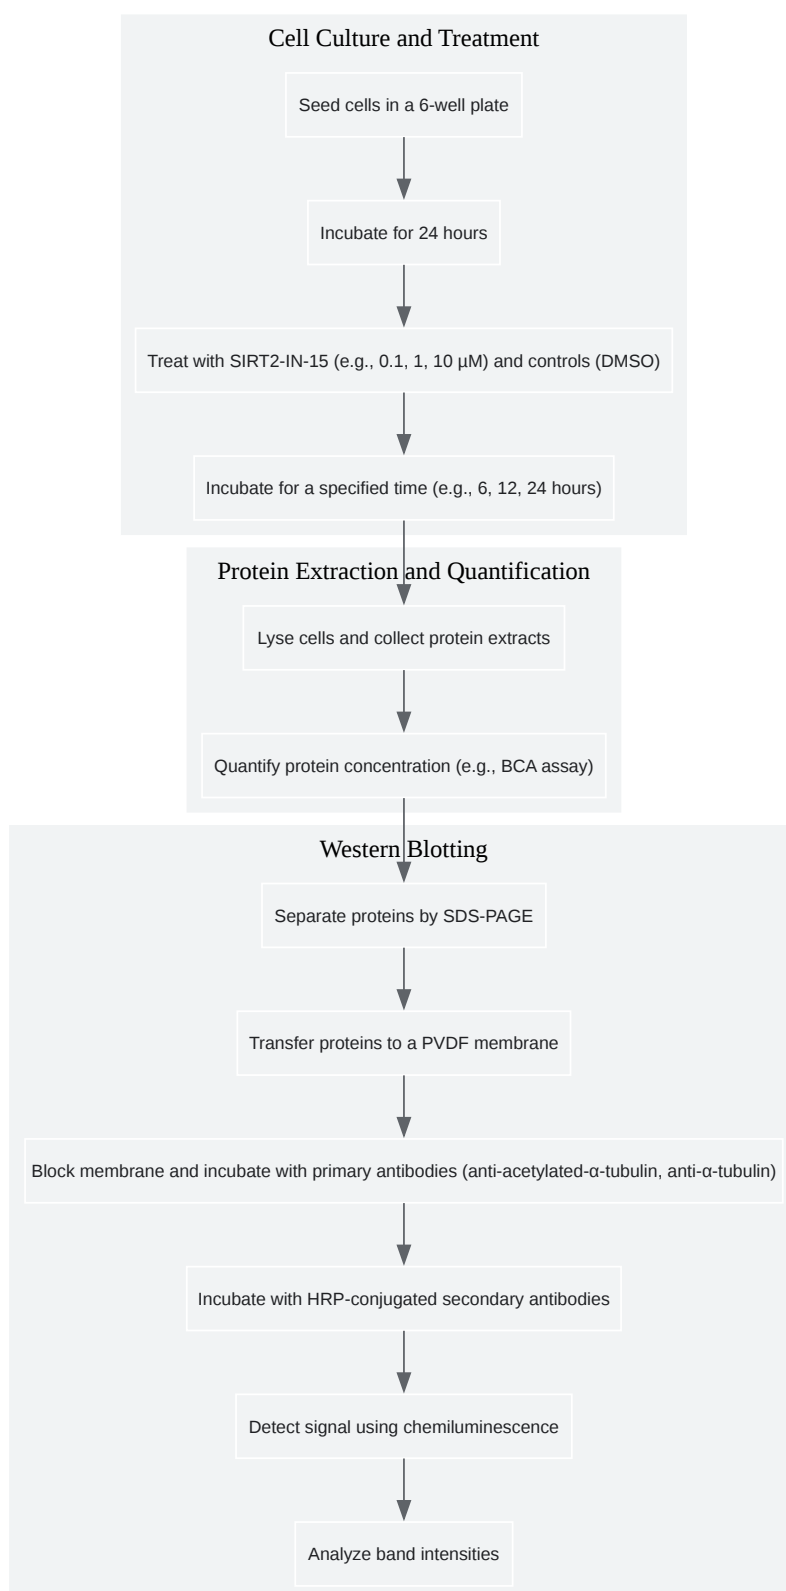 Cell Culture and Treatment
Seed cells in a 6-well plate
Incubate for 24 hours
Treat with SIRT2-IN-15 (e.g., 0.1, 1, 10 µM) and controls (DMSO)
Incubate for a specified time (e.g., 6, 12, 24 hours)
Protein Extraction and Quantification
Lyse cells and collect protein extracts
Quantify protein concentration (e.g., BCA assay)
Western Blotting
Separate proteins by SDS-PAGE
Transfer proteins to a PVDF membrane
Block membrane and incubate with primary antibodies (anti-acetylated-α-tubulin, anti-α-tubulin)
Incubate with HRP-conjugated secondary antibodies
Detect signal using chemiluminescence
Analyze band intensities